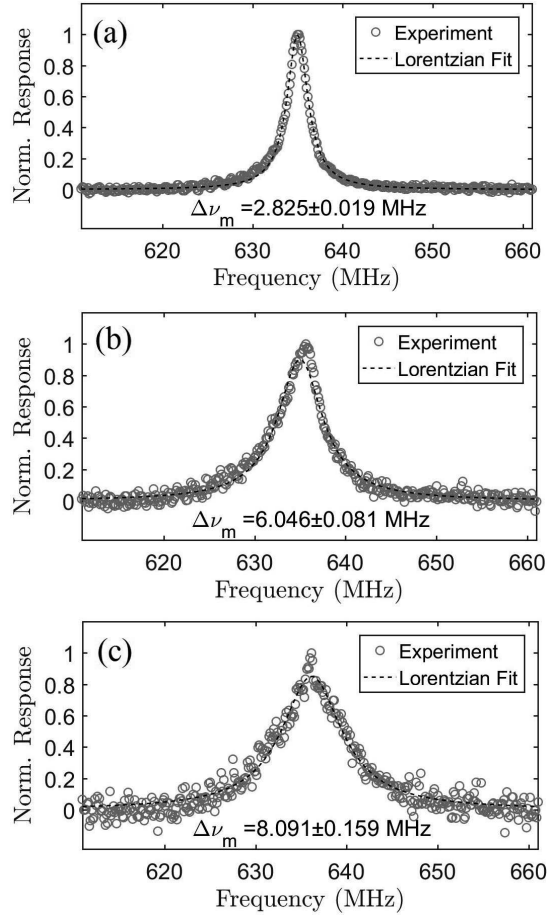 (a)
Experiment
Lorentzian Fit
Norm. Response
1
0.8
0.6
0.4
0.2
0
Δν_m =2.825±0.019 MHz
620 630 640 650 660
Frequency (MHz)
(b)
Experiment
Lorentzian Fit
Norm. Response
1
0.8
0.6
0.4
0.2
0
Δν_m =6.046±0.081 MHz
620 630 640 650 660
Frequency (MHz)
(c)
Experiment
Lorentzian Fit
Norm. Response
1
0.8
0.6
0.4
0.2
0
Δν_m =8.091±0.159 MHz
620 630 640 650 660
Frequency (MHz)